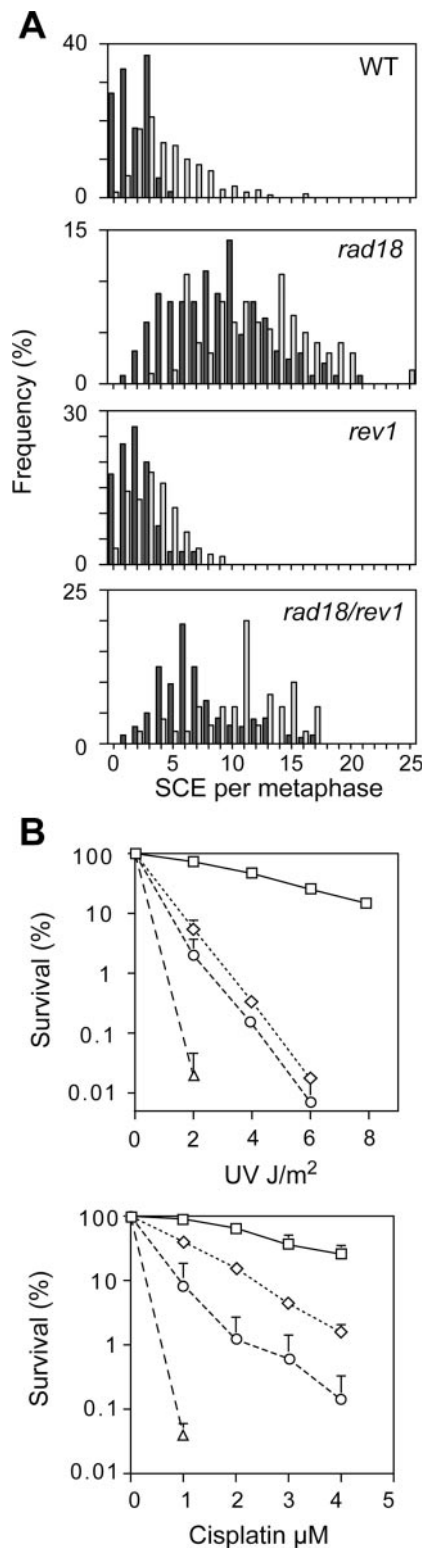 A
40
WT
0
15
rad18
0
Frequency (%)
30
rev1
0
25
rad18/rev1
0
0 5 10 15 20 25
SCE per metaphase
B
100
10
1
0.1
0.01
Survival (%)
0 2 4 6 8
UV J/m²
100
10
1
0.1
0.01
Survival (%)
0 1 2 3 4 5
Cisplatin µM